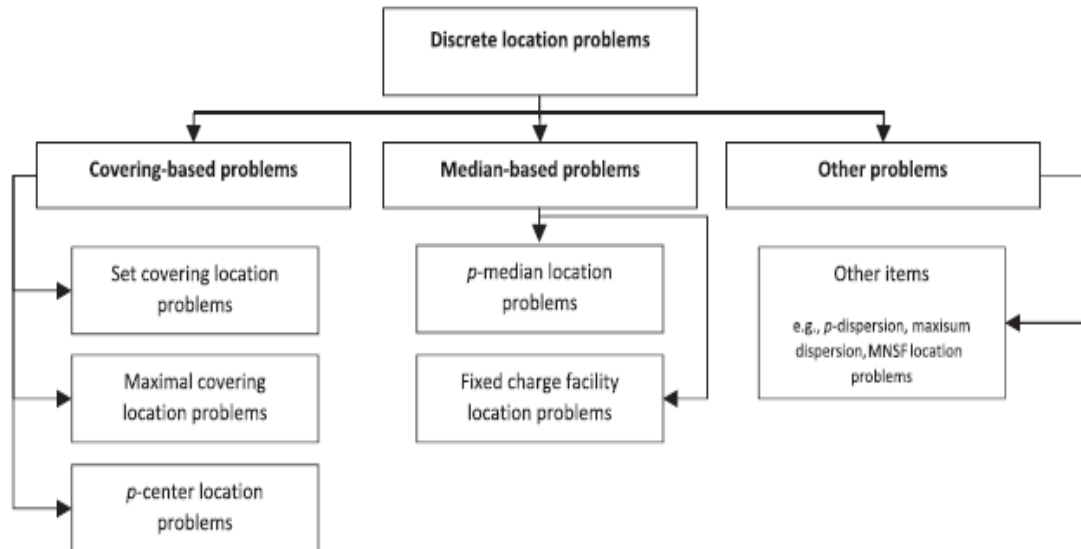 Discrete location problems
Covering-based problems
Median-based problems
Other problems
Set covering location
problems
p-median location
problems
Other items
e.g., p-dispersion, maxisum
dispersion, MNSF location
problems
Maximal covering
location problems
Fixed charge facility
location problems
p-center location
problems